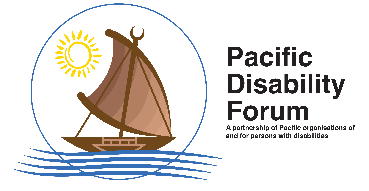 Pacific
Disability
Forum
A partnership of Pacific organisations of
and for persons with disabilities